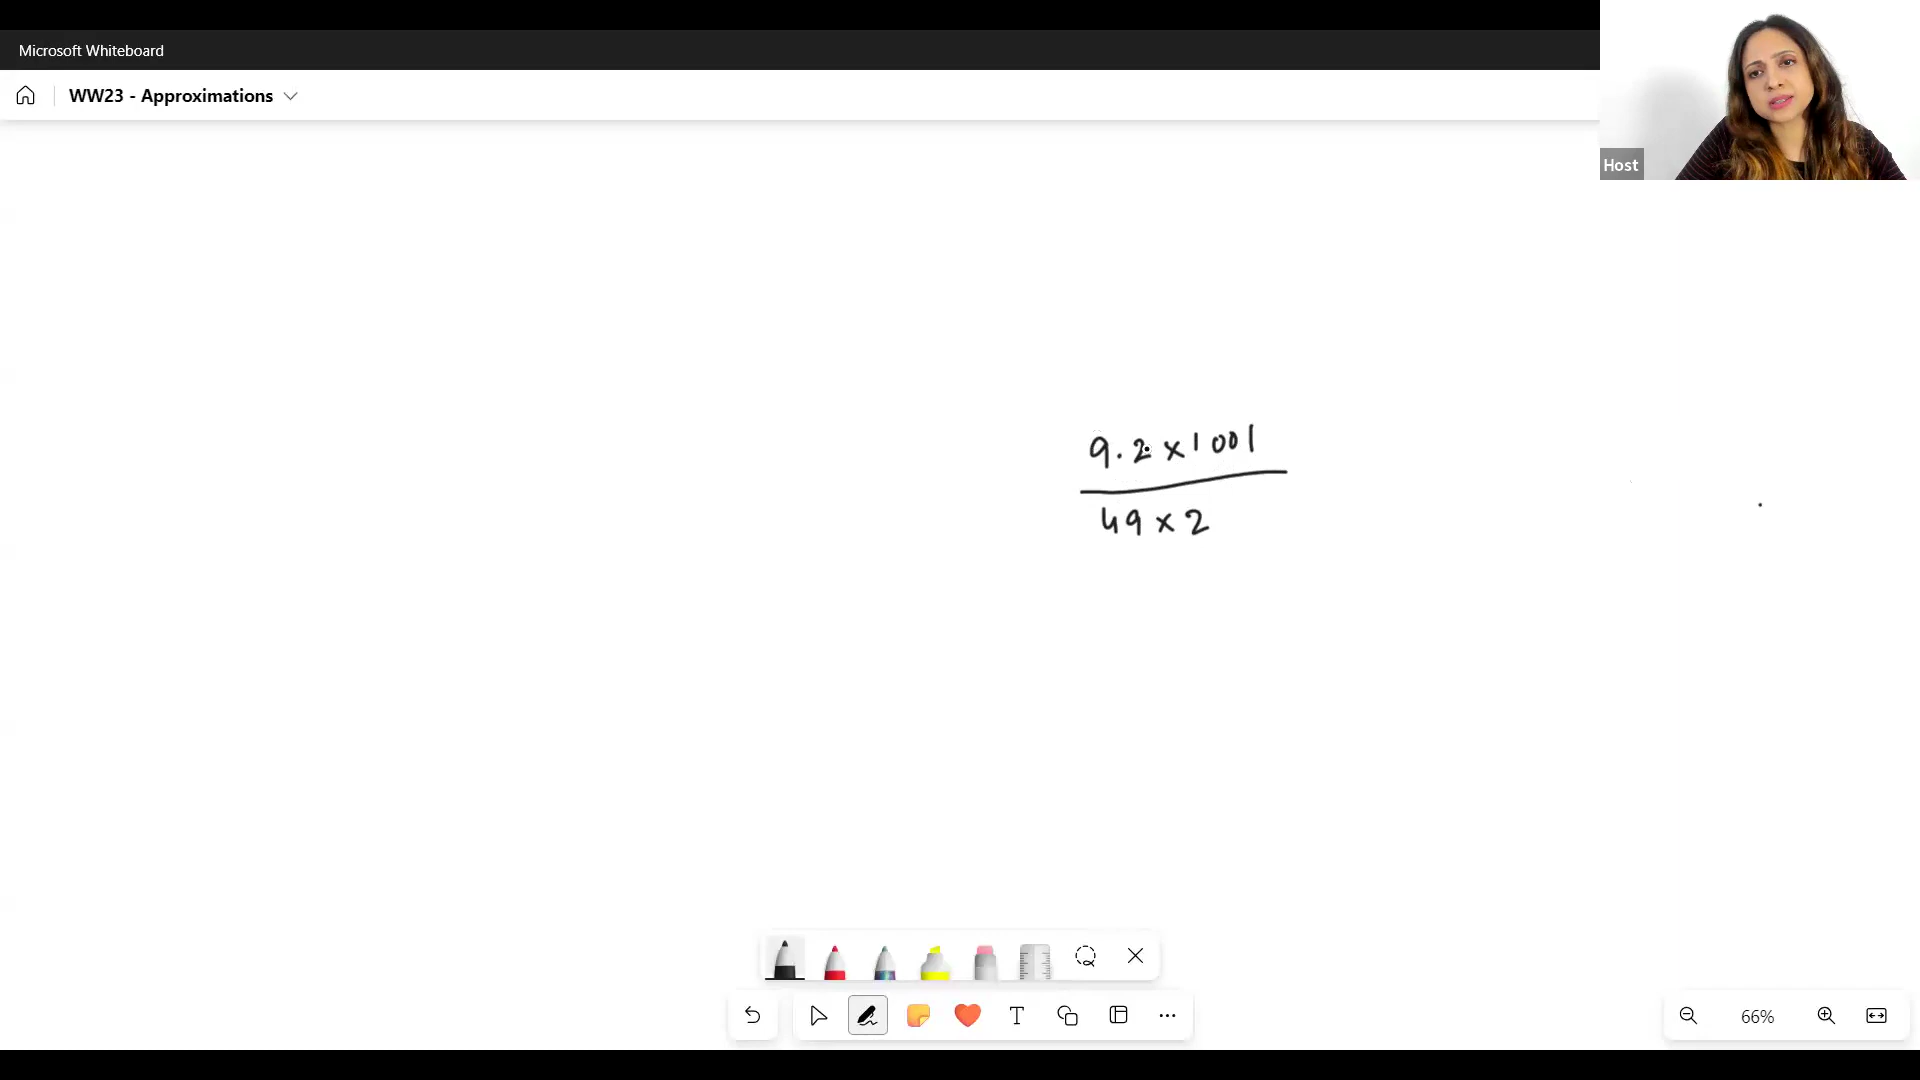 Microsoft Whiteboard
WW23 - Approximations
Host
9.2 x 1001
49 x 2
T
66%